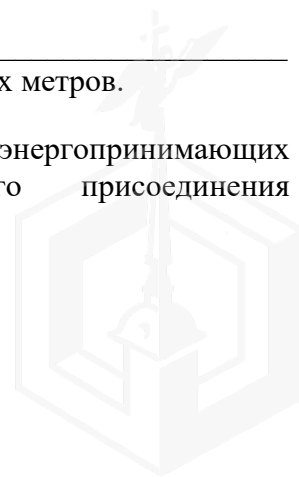 х метров.
энергопринимающих
го присоединения